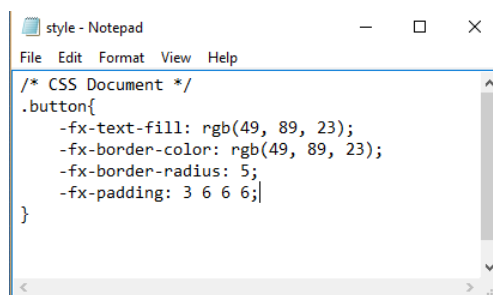 style - Notepad
File Edit Format View Help
/* CSS Document */
.button{
    -fx-text-fill: rgb(49, 89, 23);
    -fx-border-color: rgb(49, 89, 23);
    -fx-border-radius: 5;
    -fx-padding: 3 6 6 6;
}